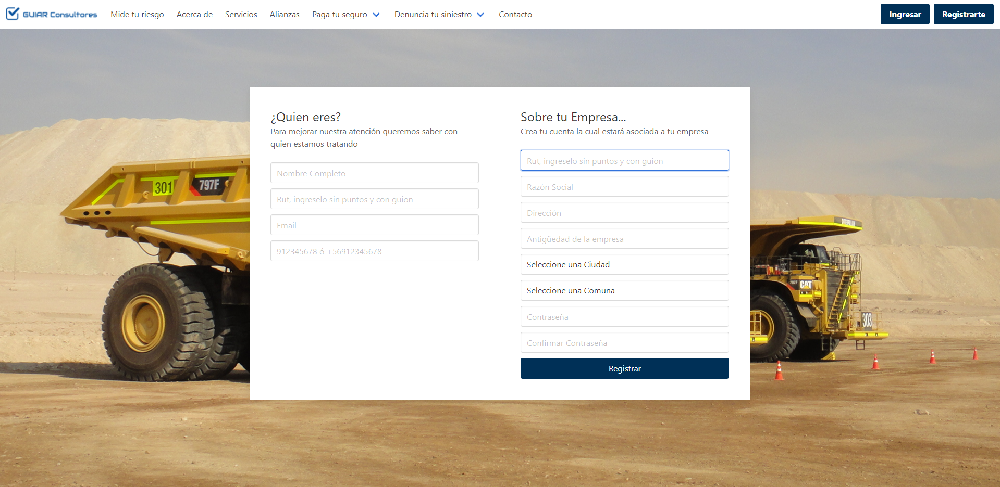 GUIAR Consultores
Mide tu riesgo
Acerca de
Servicios
Alianzas
Paga tu seguro
Denuncia tu siniestro
Contacto
Ingresar
Registrarte
¿Quien eres?
Para mejorar nuestra atención queremos saber con
quien estamos tratando
Nombre Completo
Rut, ingreselo sin puntos y con guion
Email
912345678 ó +56912345678
Sobre tu Empresa...
Crea tu cuenta la cual estará asociada a tu empresa
Rut, ingreselo sin puntos y con guion
Razón Social
Dirección
Antigüedad de la empresa
Seleccione una Ciudad
Seleccione una Comuna
Contraseña
Confirmar Contraseña
Registrar
301
797F
CATERPILLAR
797F
CAT
303